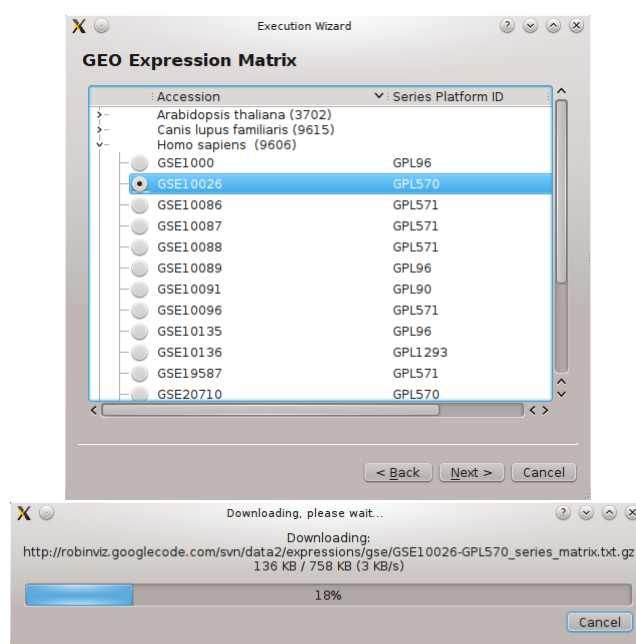 Execution Wizard
GEO Expression Matrix
Accession Series Platform ID
Arabidopsis thaliana (3702)
Canis lupus familiaris (9615)
Homo sapiens (9606)
GSE1000 GPL96
GSE10026 GPL570
GSE10086 GPL571
GSE10087 GPL571
GSE10088 GPL571
GSE10089 GPL96
GSE10091 GPL90
GSE10096 GPL571
GSE10135 GPL96
GSE10136 GPL1293
GSE19587 GPL571
GSE20710 GPL570
< Back Next > Cancel
Downloading, please wait...
Downloading:
http://robinviz.googlecode.com/svn/data2/expressions/gse/GSE10026-GPL570_series_matrix.txt.gz
136 KB / 758 KB (3 KB/s)
18%
Cancel